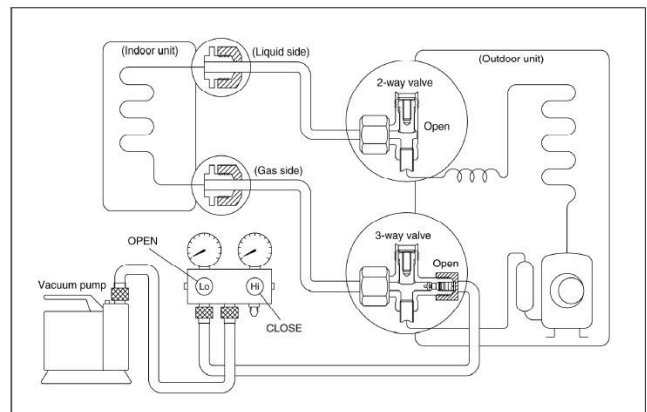 (Indoor unit)
(Liquid side)
(Outdoor unit)
2-way valve
Open
(Gas side)
3-way valve
Open
OPEN
Lo
Hi
Vacuum pump
CLOSE